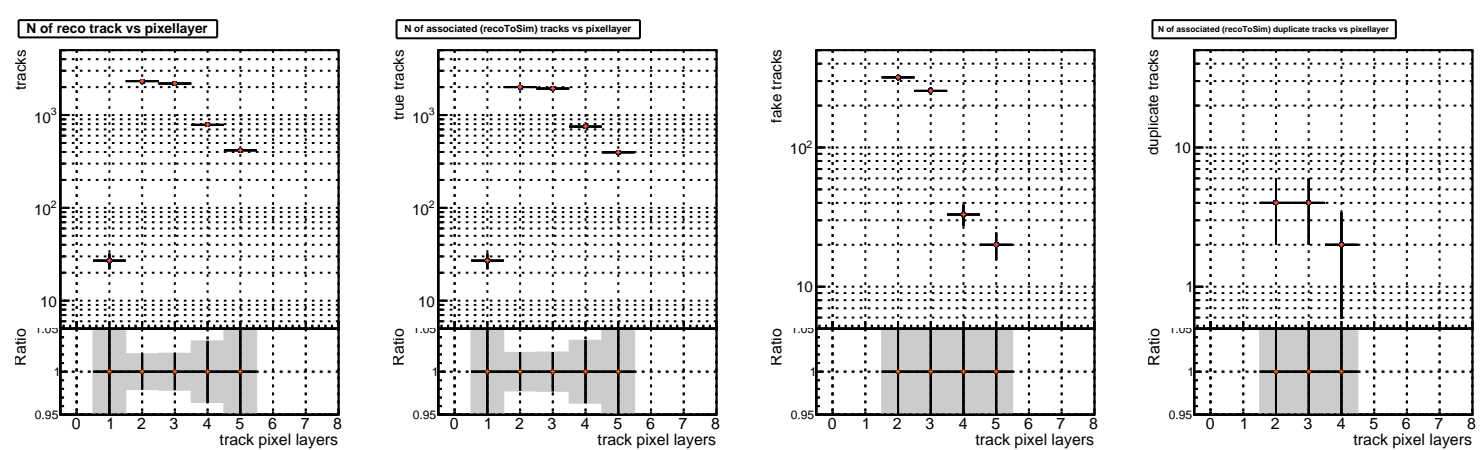 N of reco track vs pixellayer
tracks
10³
10²
10
Ratio
1.05
1
0.95
0 1 2 3 4 5 6 7 8
track pixel layers
N of associated (recoToSim) tracks vs pixellayer
true tracks
10³
10²
10
Ratio
1.05
1
0.95
0 1 2 3 4 5 6 7 8
track pixel layers
fake tracks
10²
10
Ratio
1.05
1
0.95
0 1 2 3 4 5 6 7 8
track pixel layers
N of associated (recoToSim) duplicate tracks vs pixellayer
duplicate tracks
10
1
Ratio
1.05
1
0.95
0 1 2 3 4 5 6 7 8
track pixel layers